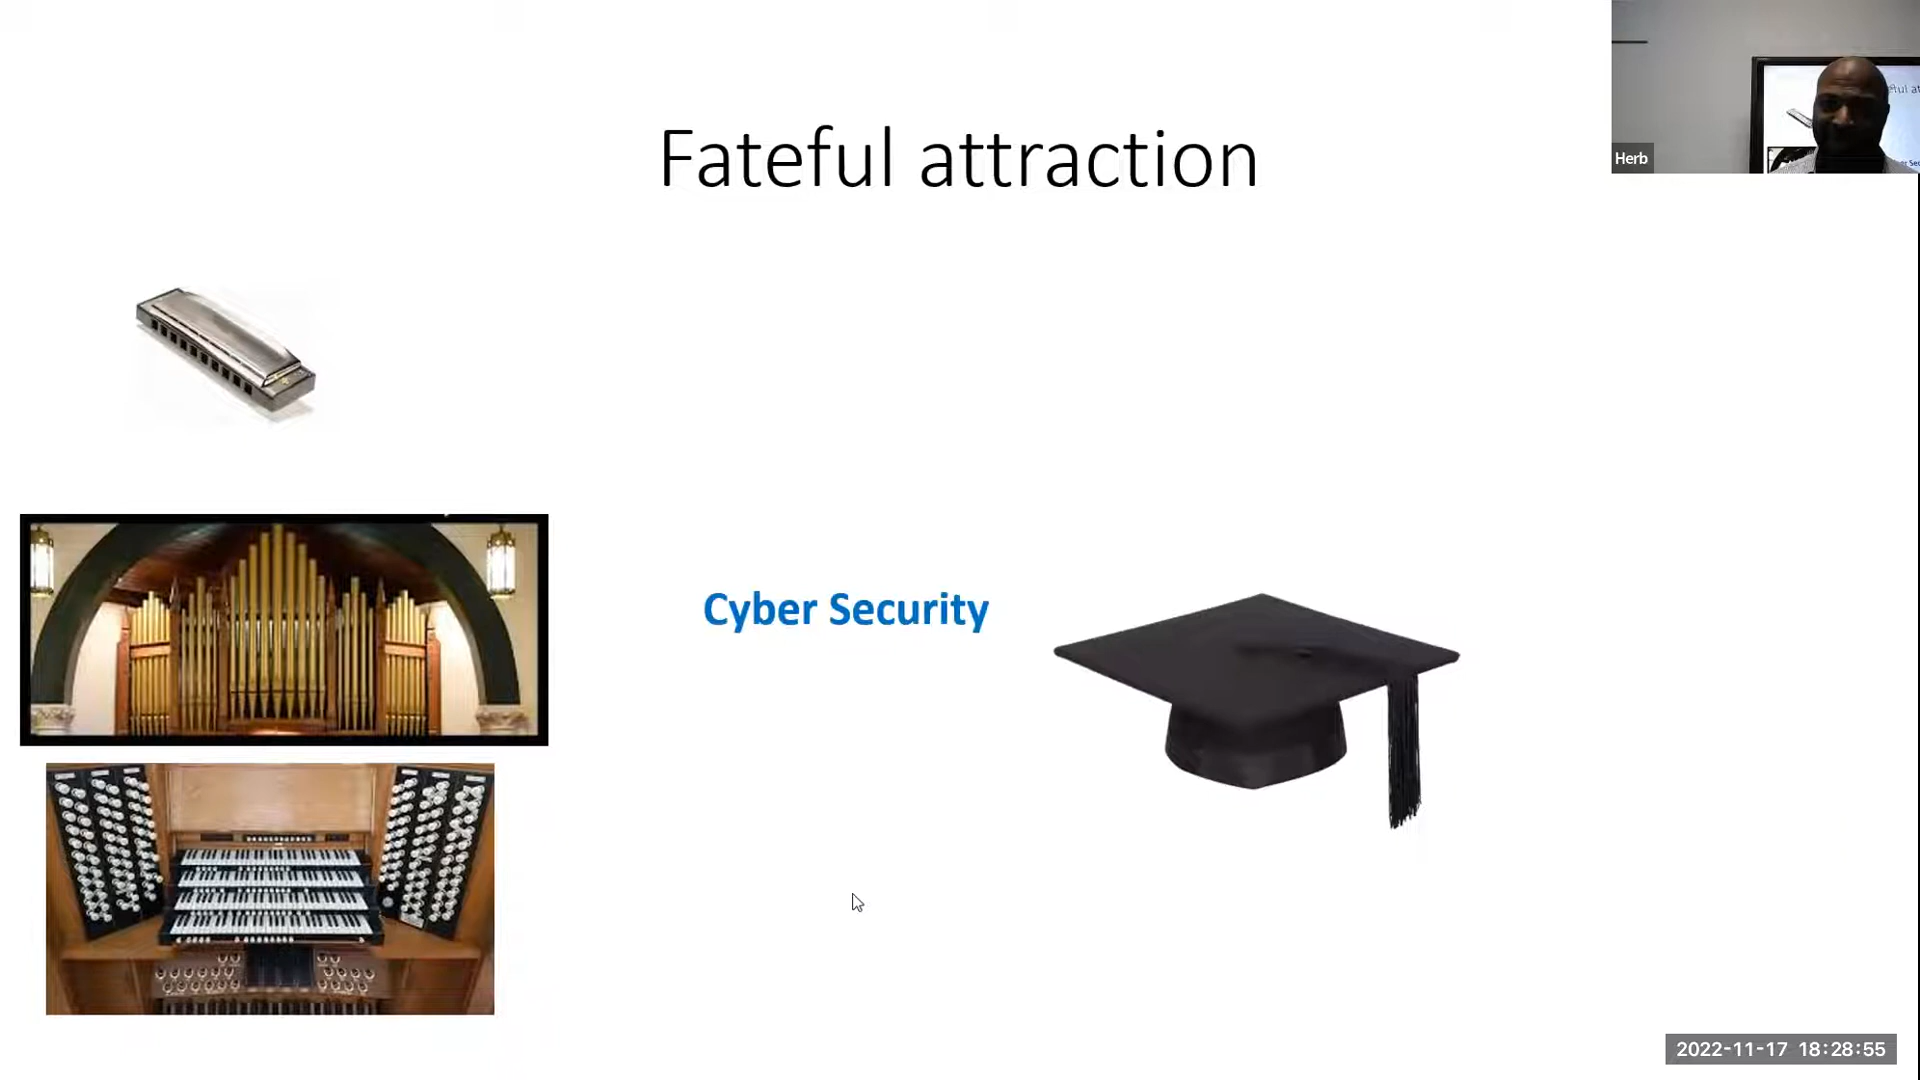 Fateful attraction
Herb
Cyber Security
2022-11-17 18:28:55